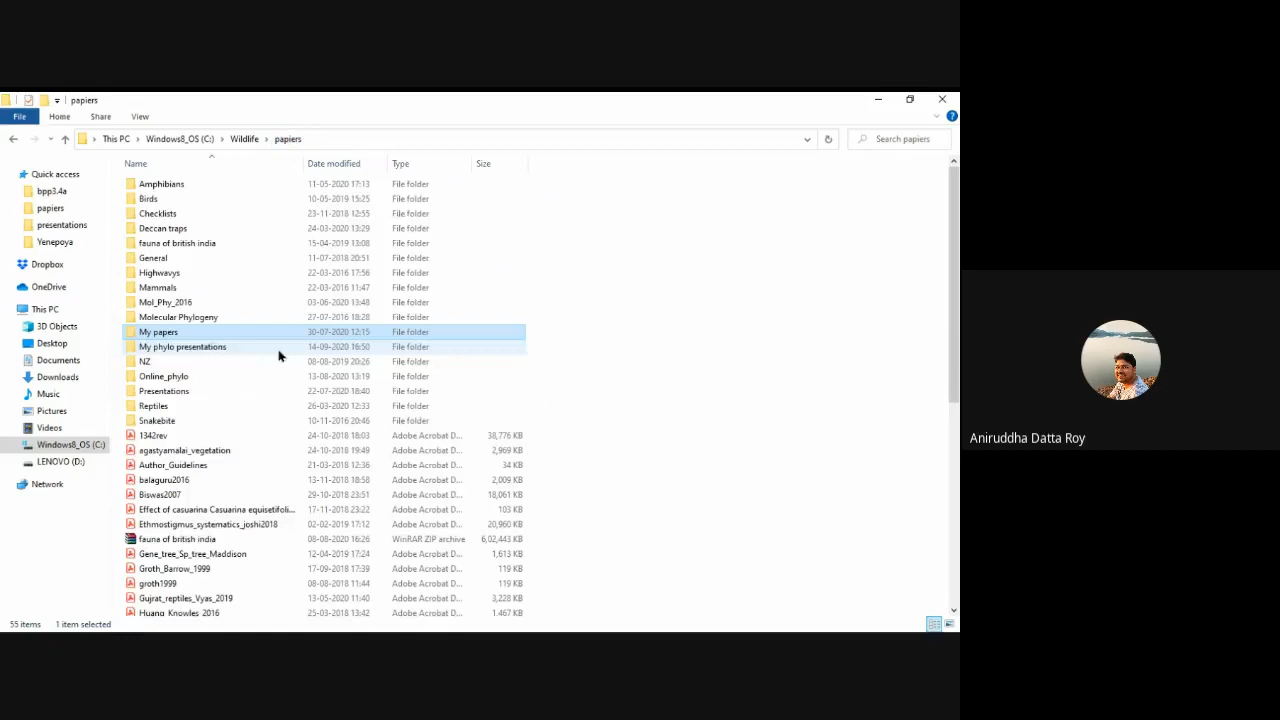 papiers
File Home Share View
This PC Windows8_OS (C:) Wildlife papiers Search papiers
Name Date modified Type Size
Quick access
bpp3.4a
papiers
presentations
Yenepoya
Dropbox
OneDrive
This PC
3D Objects
Desktop
Documents
Downloads
Music
Pictures
Videos
Windows8_OS (C:)
LENOVO (D:)
Network
Amphibians 11-05-2020 17:13 File folder
Birds 10-05-2019 15:25 File folder
Checklists 23-11-2018 12:55 File folder
Deccan traps 24-03-2020 13:29 File folder
fauna of british india 15-04-2019 13:08 File folder
General 11-07-2018 20:51 File folder
Highwavys 22-03-2016 17:56 File folder
Mammals 22-03-2016 11:47 File folder
Mol_Phy_2016 03-06-2020 13:48 File folder
Molecular Phylogeny 27-07-2016 18:28 File folder
My papers 30-07-2020 12:15 File folder
My phylo presentations 14-09-2020 16:50 File folder
NZ 08-08-2019 20:26 File folder
Online_phylo 13-08-2020 13:19 File folder
Presentations 22-07-2020 18:40 File folder
Reptiles 26-03-2020 12:33 File folder
Snakebite 10-11-2016 20:46 File folder
1342rev 24-10-2018 18:03 Adobe Acrobat D... 38,776 KB
agastyamalai_vegetation 24-10-2018 19:49 Adobe Acrobat D... 2,969 KB
Author_Guidelines 21-03-2018 12:36 Adobe Acrobat D... 34 KB
balaguru2016 13-11-2018 18:58 Adobe Acrobat D... 2,009 KB
Biswas2007 29-10-2018 23:51 Adobe Acrobat D... 18,061 KB
Effect of casuarina Casuarina equisetifoli... 17-11-2018 23:22 Adobe Acrobat D... 103 KB
Ethmostigmus_systematics_joshi2018 02-02-2019 17:12 Adobe Acrobat D... 20,960 KB
fauna of british india 08-08-2020 16:26 WinRAR ZIP archive 6,02,443 KB
Gene_tree_Sp_tree_Maddison 12-04-2019 17:24 Adobe Acrobat D... 1,613 KB
Groth_Barrow_1999 17-09-2018 17:39 Adobe Acrobat D... 119 KB
groth1999 08-08-2018 11:44 Adobe Acrobat D... 119 KB
Gujrat_reptiles_Vyas_2019 13-05-2020 11:40 Adobe Acrobat D... 3,228 KB
Huang_Knowles_2016 25-03-2018 13:42 Adobe Acrobat D... 1,467 KB
55 items 1 item selected
Aniruddha Datta Roy